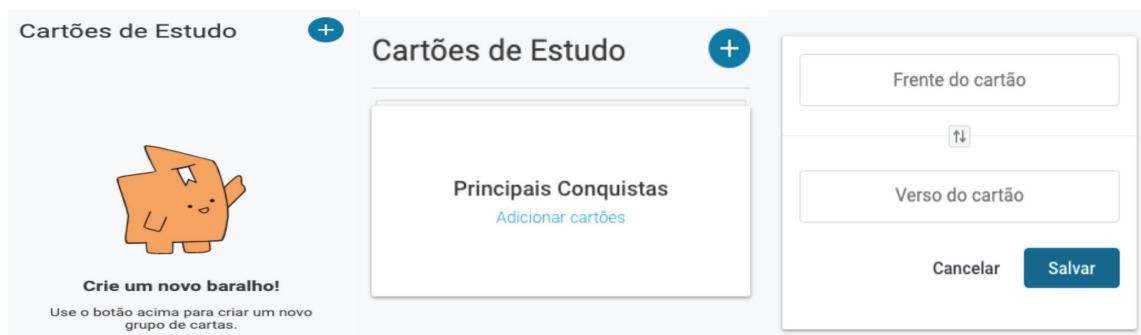 Cartões de Estudo
+
Crie um novo baralho!
Use o botão acima para criar um novo
grupo de cartas.
Cartões de Estudo
+
Principais Conquistas
Adicionar cartões
Frente do cartão
Verso do cartão
Cancelar
Salvar